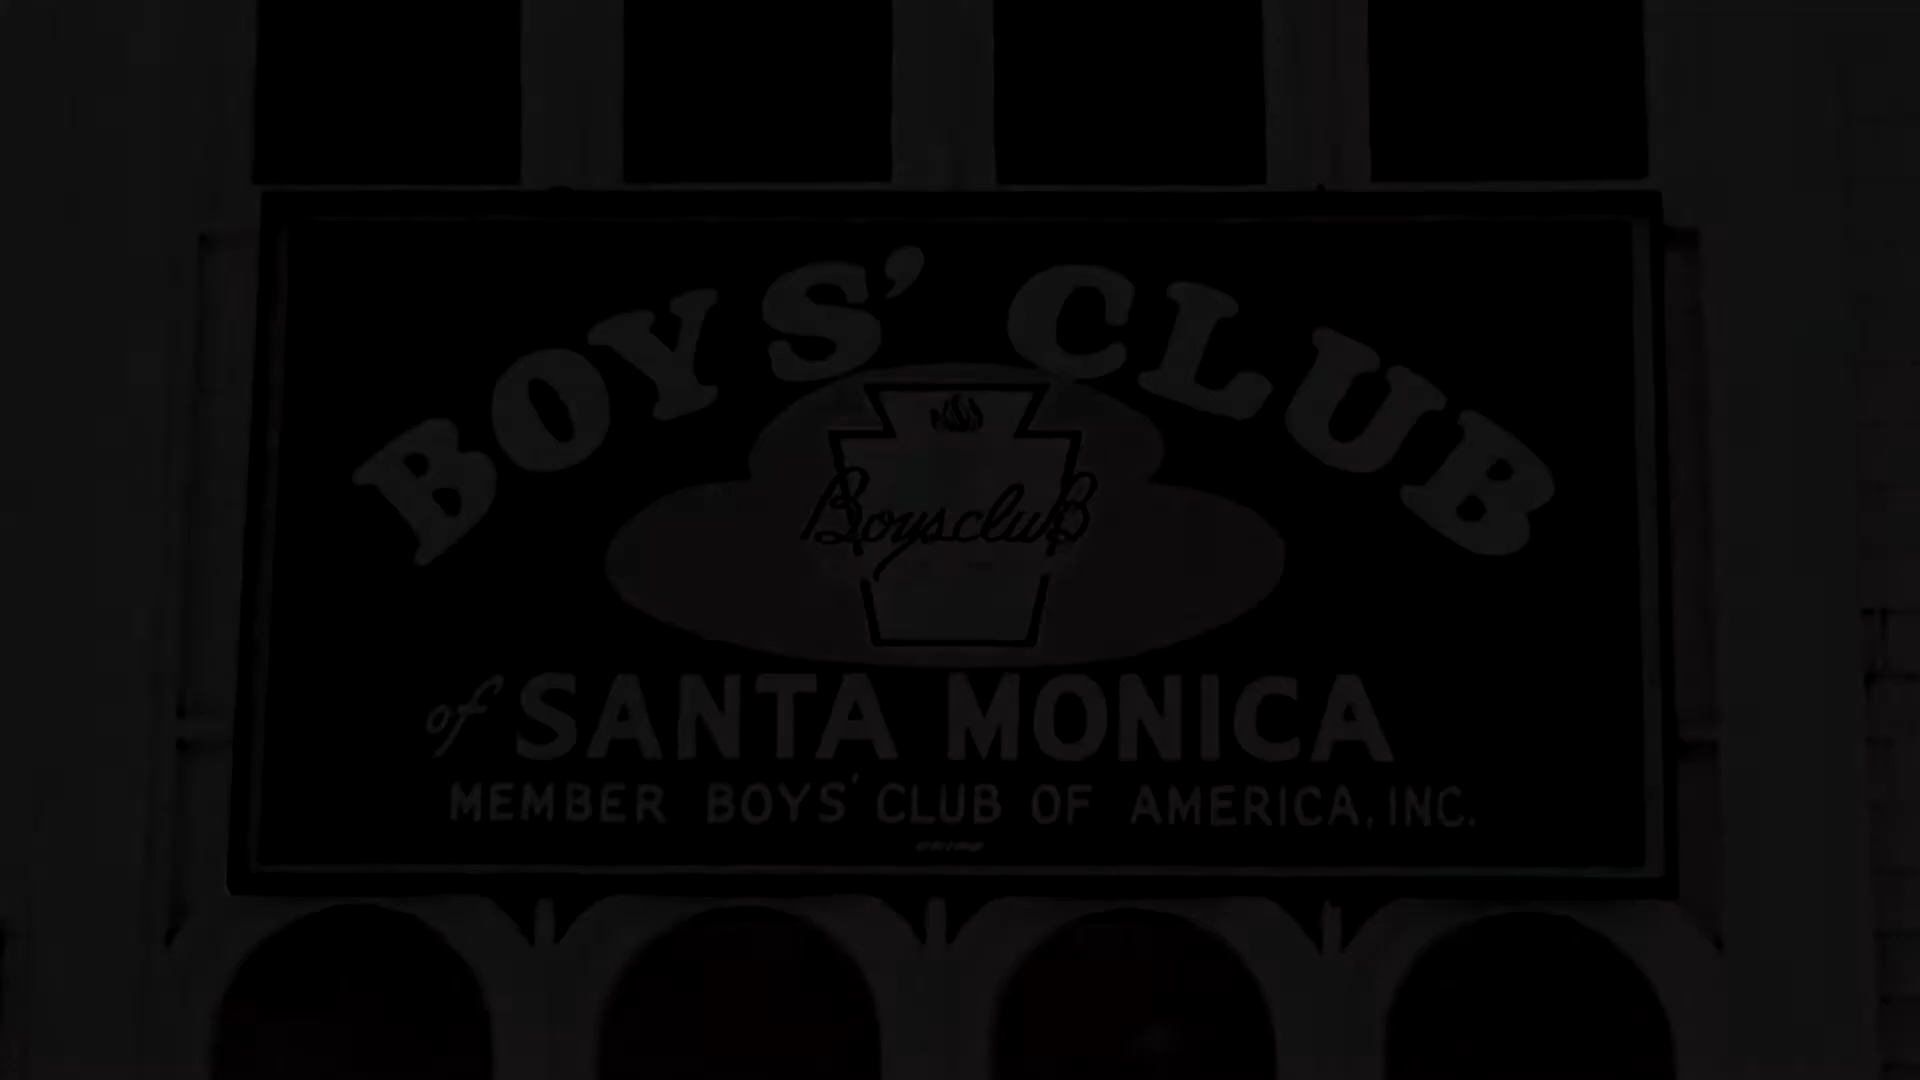 BOYS' CLUB
Boysclub
of SANTA MONICA
MEMBER BOYS' CLUB OF AMERICA, INC.